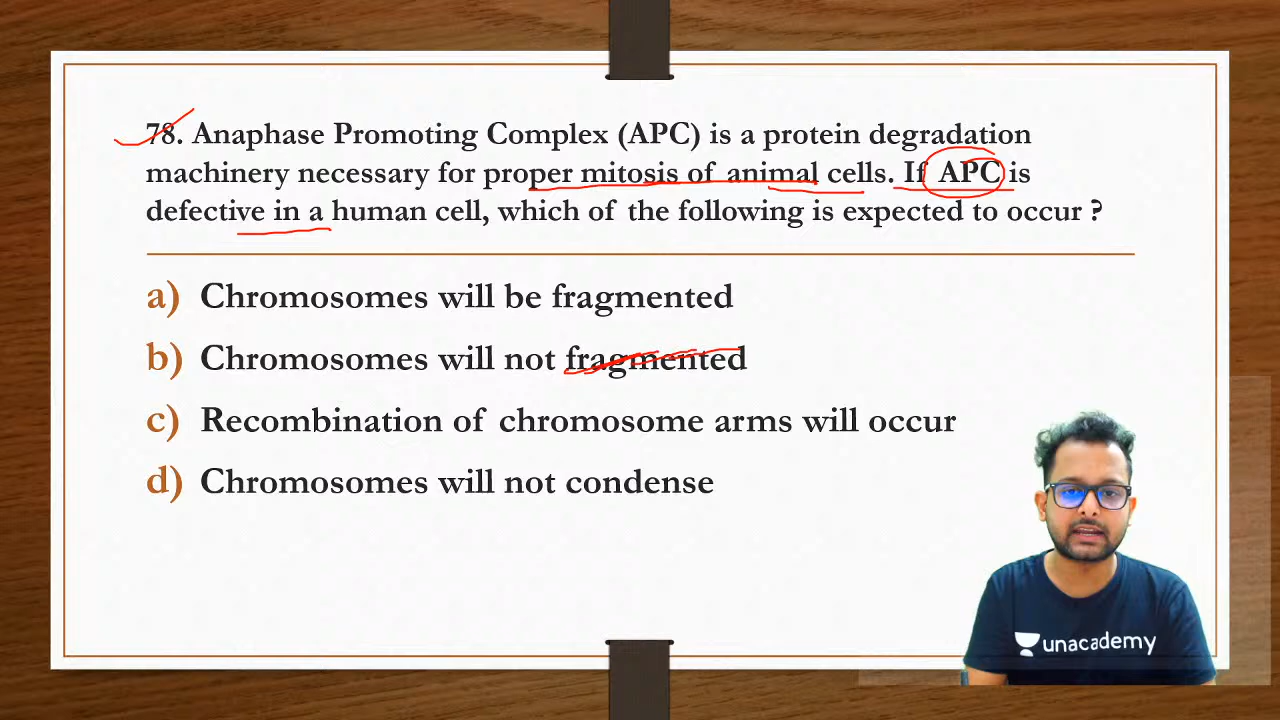 78. Anaphase Promoting Complex (APC) is a protein degradation
machinery necessary for proper mitosis of animal cells. If APC is
defective in a human cell, which of the following is expected to occur ?
a) Chromosomes will be fragmented
b) Chromosomes will not fragmented
c) Recombination of chromosome arms will occur
d) Chromosomes will not condense
unacademy